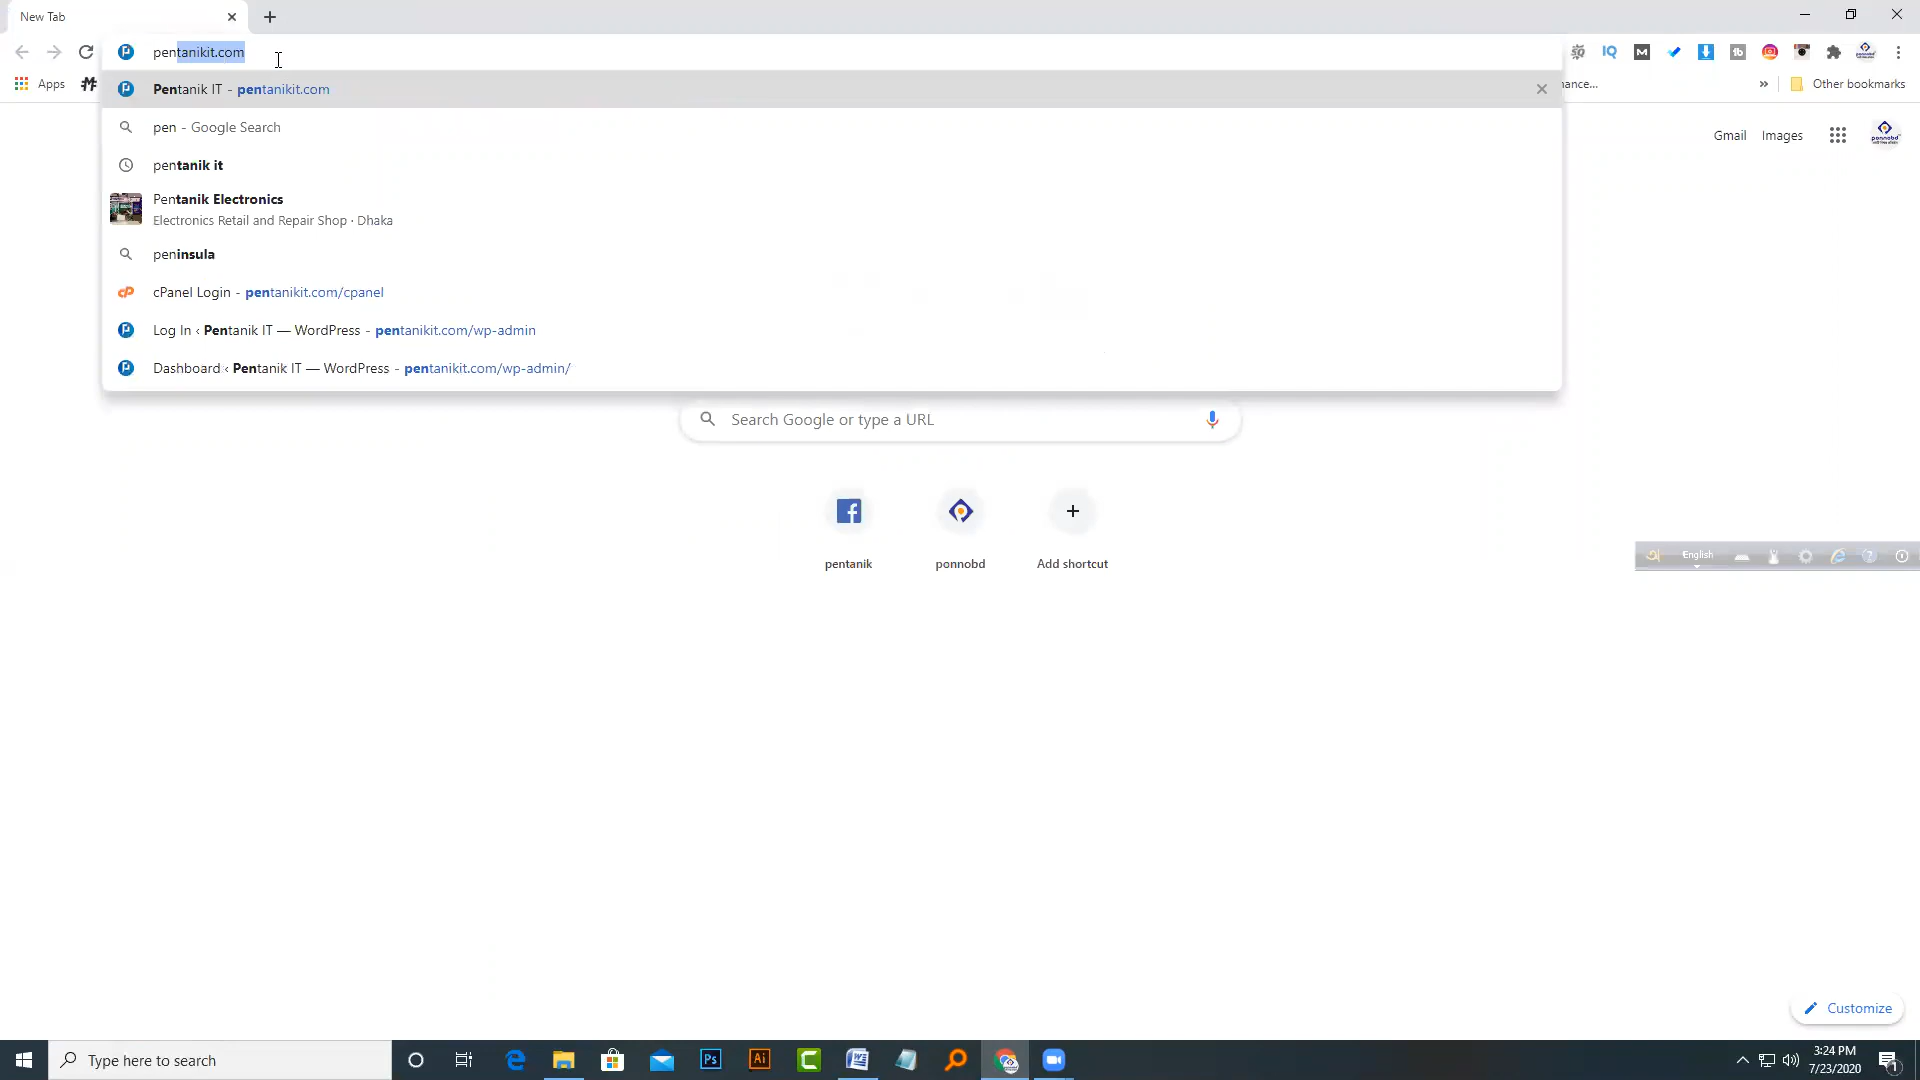 New Tab
pentanikit.com
Apps
Pentanik IT - pentanikit.com
ance...
»
Other bookmarks
pen - Google Search
Gmail
Images
pentanik it
Pentanik Electronics
Electronics Retail and Repair Shop · Dhaka
peninsula
cPanel Login - pentanikit.com/cpanel
Log In ‹ Pentanik IT — WordPress - pentanikit.com/wp-admin
Dashboard ‹ Pentanik IT — WordPress - pentanikit.com/wp-admin/
Search Google or type a URL
English
pentanik
ponnobd
Add shortcut
Customize
Type here to search
Ps
Ai
3:24 PM
7/23/2020
1